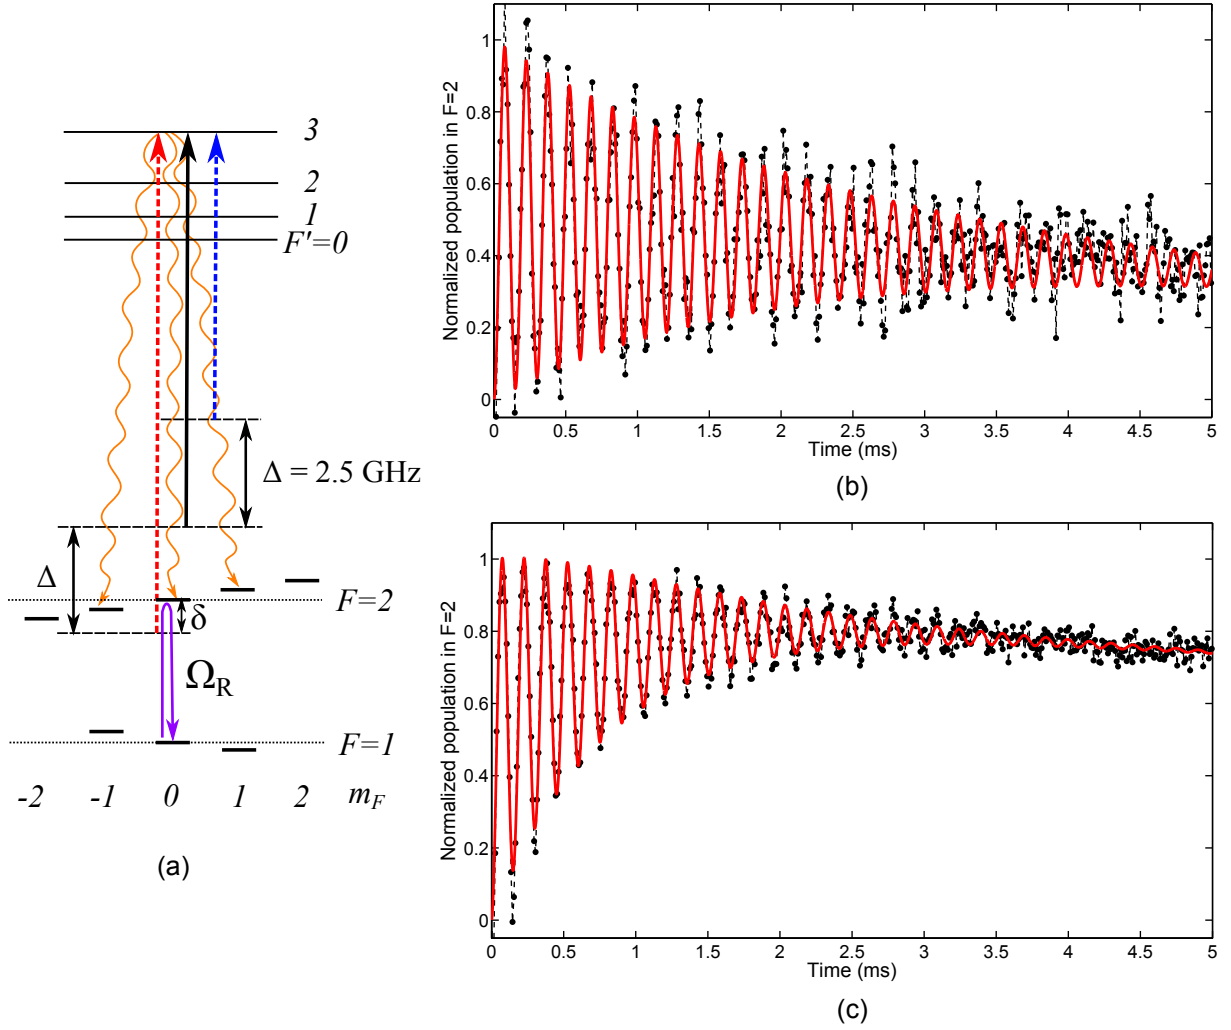 3
2
1
F'=0
Δ = 2.5 GHz
Δ
δ
F=2
Ω_R
F=1
-2 -1 0 1 2 m_F
(a)
Normalized population in F=2
1
0.8
0.6
0.4
0.2
0
0 0.5 1 1.5 2 2.5 3 3.5 4 4.5 5
Time (ms)
(b)
Normalized population in F=2
1
0.8
0.6
0.4
0.2
0
0 0.5 1 1.5 2 2.5 3 3.5 4 4.5 5
Time (ms)
(c)